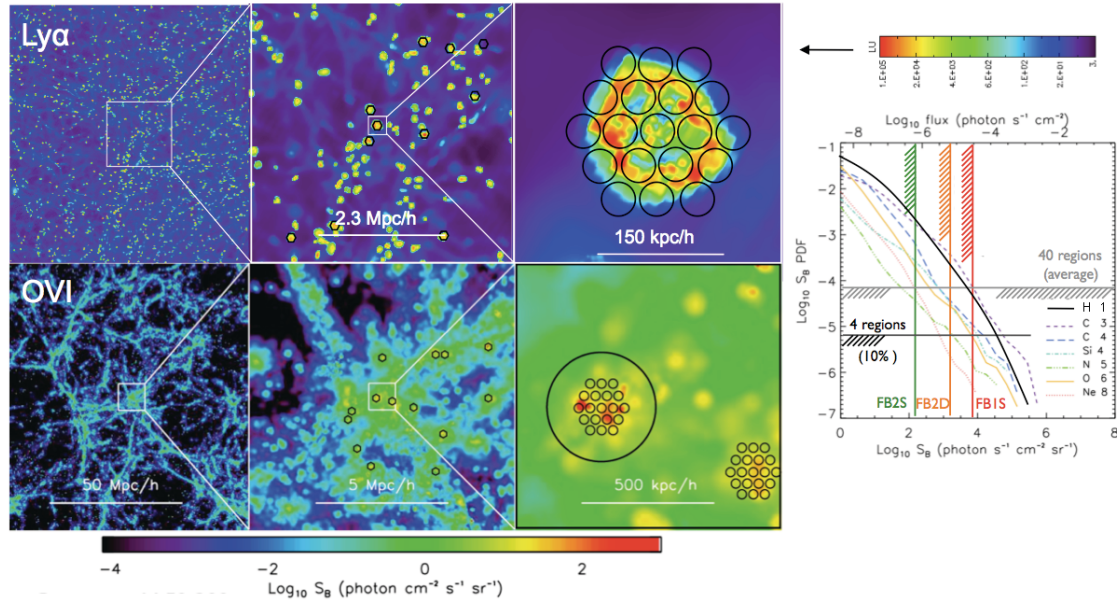 Lyα
2.3 Mpc/h
150 kpc/h
OVI
50 Mpc/h
5 Mpc/h
500 kpc/h
−4 −2 0 2
Log10 SB (photon cm−2 s−1 sr−1)
LU
1.E+05
2.E+04
4.E+03
6.E+02
1.E+02
2.E+01
3.
Log10 flux (photon s−1 cm−2)
−8 −6 −4 −2
Log10 SB PDF
−1
−2
−3
−4
−5
−6
−7
40 regions
(average)
4 regions
(10%)
H 1
C 3
C 4
Si 4
N 5
O 6
Ne 8
FB2S FB2D FB1S
0 2 4 6 8
Log10 SB (photon s−1 cm−2 sr−1)